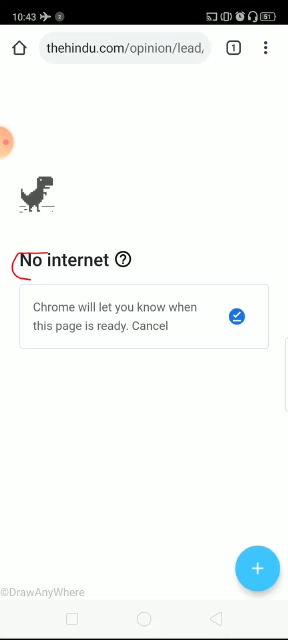 10:43
thehindu.com/opinion/lead,
1
No internet
Chrome will let you know when
this page is ready. Cancel
©DrawAnyWhere